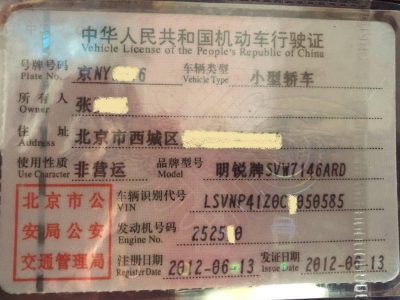 中华人民共和国机动车行驶证
Vehicle License of the People's Republic of China
号牌号码 京NY 6 车辆类型 小型轿车
Plate No. Vehicle Type
所有人 张
Owner
住址 北京市西城区
Address
使用性质 非营运 品牌型号 明锐牌SVW7146ARD
Use Character Model
北京市公 车辆识别代号 LSVNP41Z0C 050585
安局公安 VIN
交通管理局 发动机号码 2525 0
Engine No.
注册日期 2012-06-13 发证日期 2012-06-13
Register Date Issue Date